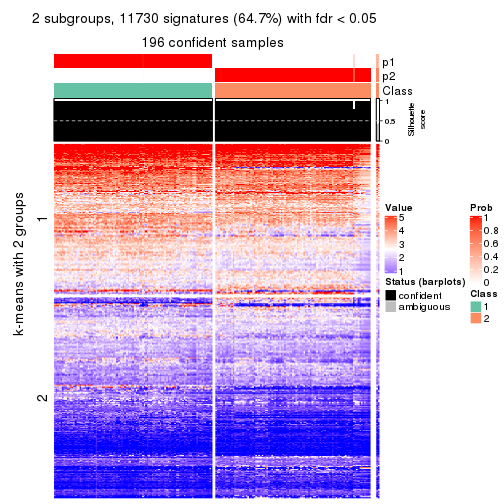 2 subgroups, 11730 signatures (64.7%) with fdr < 0.05
196 confident samples
p1
p2
Class
1
0.5
0
Silhouette
score
k-means with 2 groups
1
2
Value
5
4
3
2
1
Prob
1
0.8
0.6
0.4
0.2
0
Status (barplots)
confident
ambiguous
Class
1
2